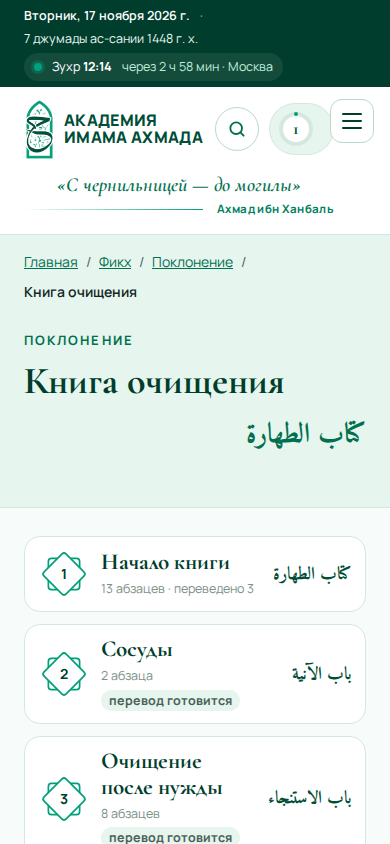 Вторник, 17 ноября 2026 г. ·
7 джумады ас-сании 1448 г. х.
Зухр 12:14 через 2 ч 58 мин · Москва
АКАДЕМИЯ
ИМАМА АХМАДА
1
«С чернильницей — до могилы»
Ахмад ибн Ханбаль
Главная / Фикх / Поклонение /
Книга очищения
ПОКЛОНЕНИЕ
Книга очищения
كتاب الطهارة
1
Начало книги
13 абзацев · переведено 3
كتاب الطهارة
2
Сосуды
2 абзаца
перевод готовится
باب الآنية
3
Очищение
после нужды
8 абзацев
перевод готовится
باب الاستنجاء